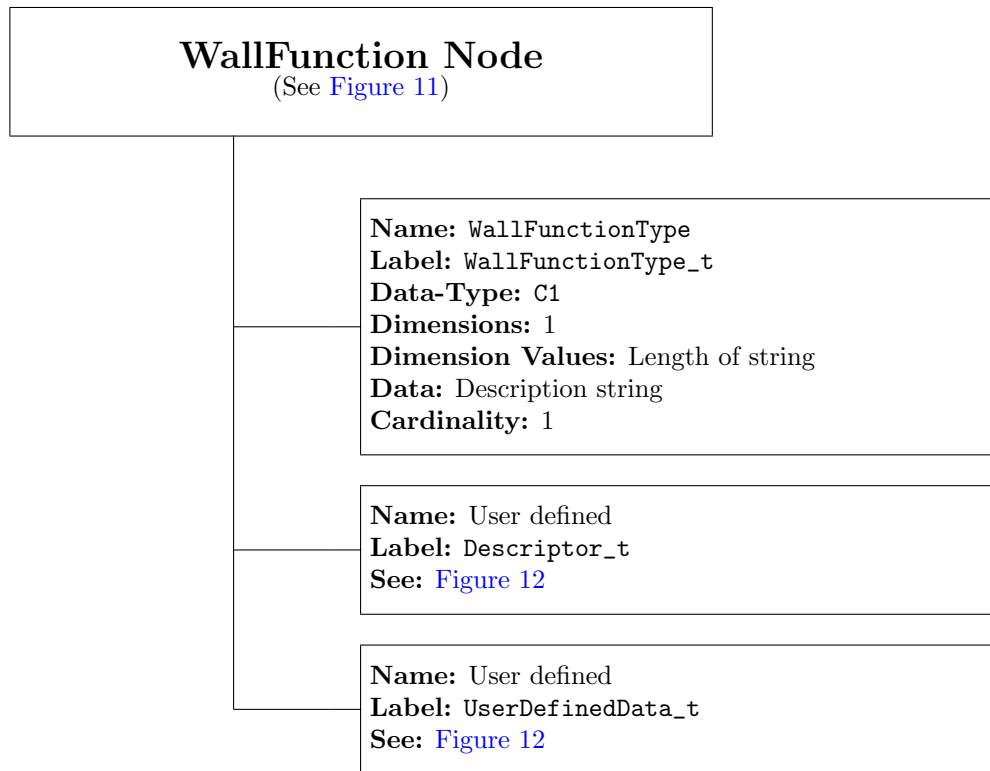 WallFunction Node
(See Figure 11)
Name: WallFunctionType
Label: WallFunctionType_t
Data-Type: C1
Dimensions: 1
Dimension Values: Length of string
Data: Description string
Cardinality: 1
Name: User defined
Label: Descriptor_t
See: Figure 12
Name: User defined
Label: UserDefinedData_t
See: Figure 12